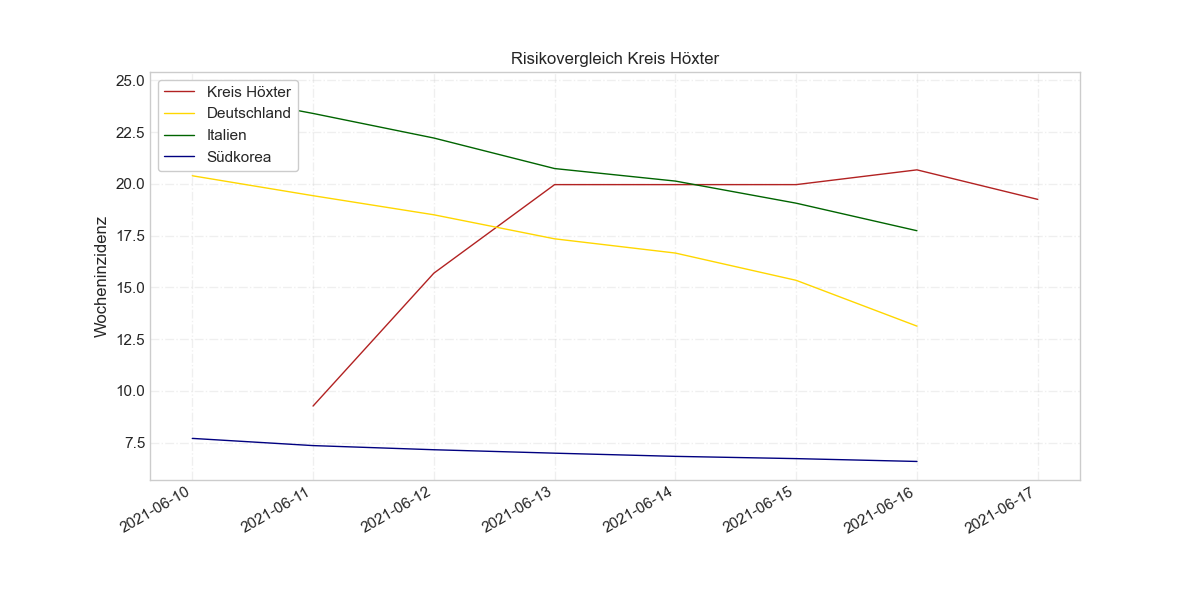 Risikovergleich Kreis Höxter
Kreis Höxter
Deutschland
Italien
Südkorea
Wocheninzidenz
25.0
22.5
20.0
17.5
15.0
12.5
10.0
7.5
2021-06-10
2021-06-11
2021-06-12
2021-06-13
2021-06-14
2021-06-15
2021-06-16
2021-06-17